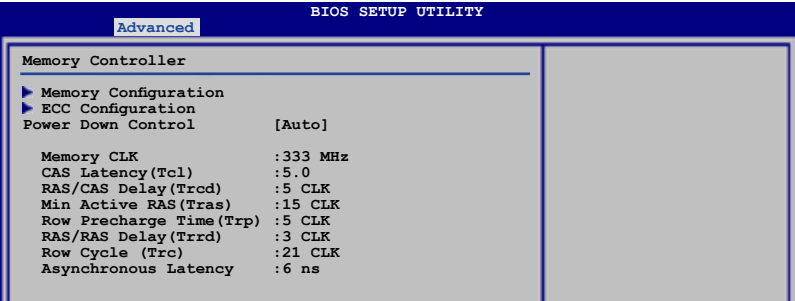 BIOS SETUP UTILITY
Advanced
Memory Controller
Memory Configuration
ECC Configuration
Power Down Control [Auto]
Memory CLK :333 MHz
CAS Latency(Tcl) :5.0
RAS/CAS Delay(Trcd) :5 CLK
Min Active RAS(Tras) :15 CLK
Row Precharge Time(Trp) :5 CLK
RAS/RAS Delay(Trrd) :3 CLK
Row Cycle (Trc) :21 CLK
Asynchronous Latency :6 ns